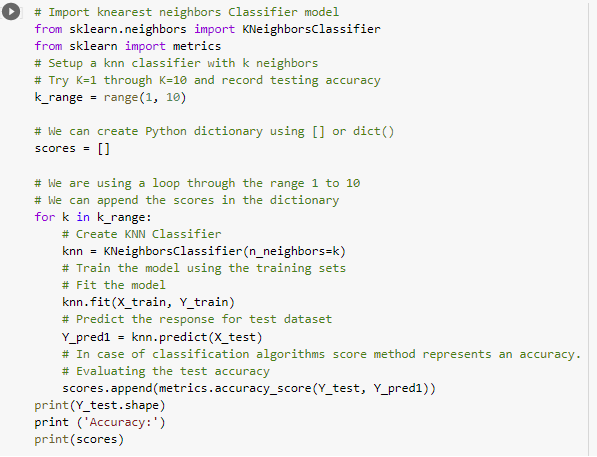 # Import knearest neighbors Classifier model
from sklearn.neighbors import KNeighborsClassifier
from sklearn import metrics
# Setup a knn classifier with k neighbors
# Try K=1 through K=10 and record testing accuracy
k_range = range(1, 10)

# We can create Python dictionary using [] or dict()
scores = []

# We are using a loop through the range 1 to 10
# We can append the scores in the dictionary
for k in k_range:
    # Create KNN Classifier
    knn = KNeighborsClassifier(n_neighbors=k)
    # Train the model using the training sets
    # Fit the model
    knn.fit(X_train, Y_train)
    # Predict the response for test dataset
    Y_pred1 = knn.predict(X_test)
    # In case of classification algorithms score method represents an accuracy.
    # Evaluating the test accuracy
    scores.append(metrics.accuracy_score(Y_test, Y_pred1))
print(Y_test.shape)
print ('Accuracy:')
print(scores)